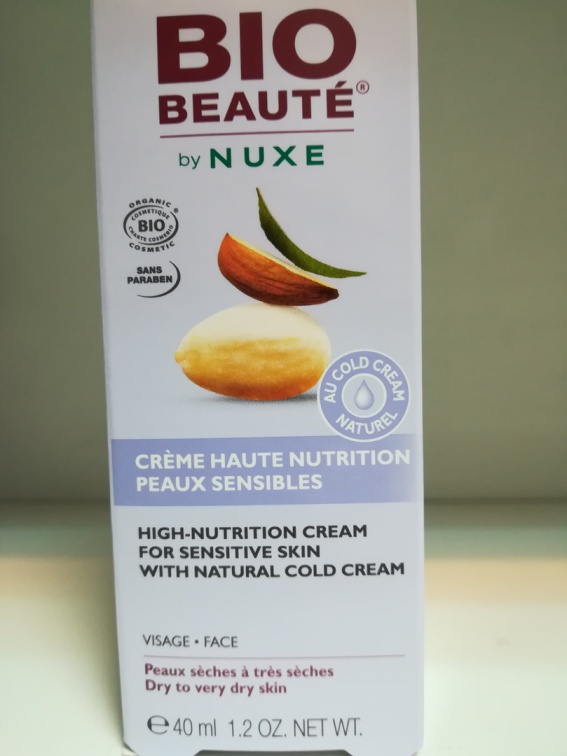 BIO
BEAUTÉ®
by NUXE
ORGANIC
COSMETIQUE
BIO
CHARTE COSMEBIO
COSMETIC
SANS
PARABEN
AU COLD CREAM
NATUREL
CRÈME HAUTE NUTRITION
PEAUX SENSIBLES
HIGH-NUTRITION CREAM
FOR SENSITIVE SKIN
WITH NATURAL COLD CREAM
VISAGE • FACE
Peaux sèches à très sèches
Dry to very dry skin
℮ 40 ml 1.2 OZ. NET WT.